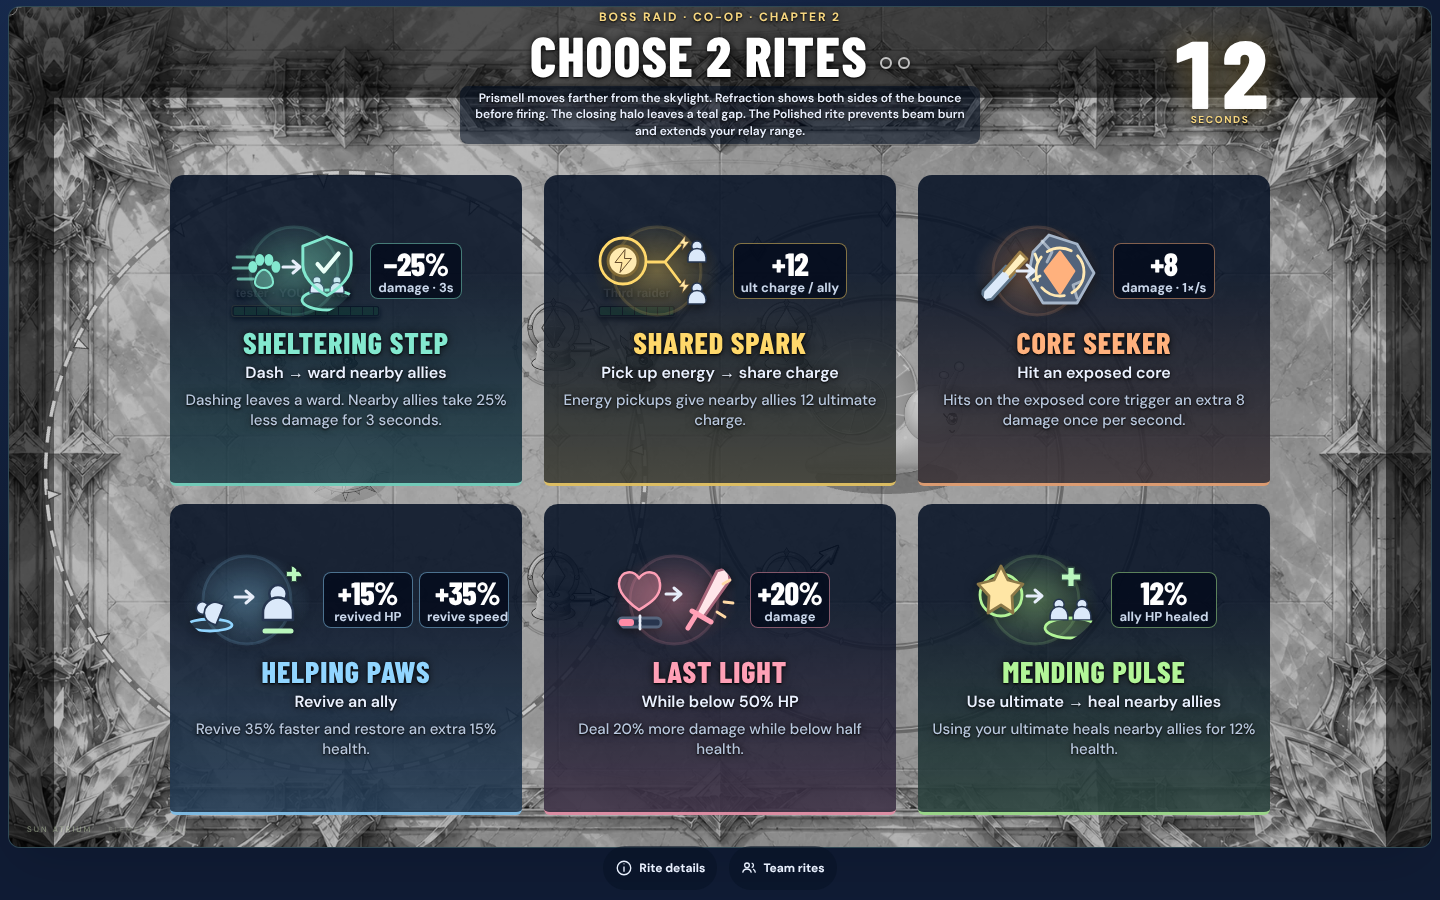 BOSS RAID · CO-OP · CHAPTER 2
CHOOSE 2 RITES
12
SECONDS
Prismell moves farther from the skylight. Refraction shows both sides of the bounce
before firing. The closing halo leaves a teal gap. The Polished rite prevents beam burn
and extends your relay range.
−25%
damage · 3s
SHELTERING STEP
Dash → ward nearby allies
Dashing leaves a ward. Nearby allies take 25%
less damage for 3 seconds.
+12
ult charge / ally
Third raider
SHARED SPARK
Pick up energy → share charge
Energy pickups give nearby allies 12 ultimate
charge.
+8
damage · 1×/s
CORE SEEKER
Hit an exposed core
Hits on the exposed core trigger an extra 8
damage once per second.
+15%
revived HP
+35%
revive speed
HELPING PAWS
Revive an ally
Revive 35% faster and restore an extra 15%
health.
+20%
damage
LAST LIGHT
While below 50% HP
Deal 20% more damage while below half
health.
12%
ally HP healed
MENDING PULSE
Use ultimate → heal nearby allies
Using your ultimate heals nearby allies for 12%
health.
SUN ATRIUM
Rite details
Team rites